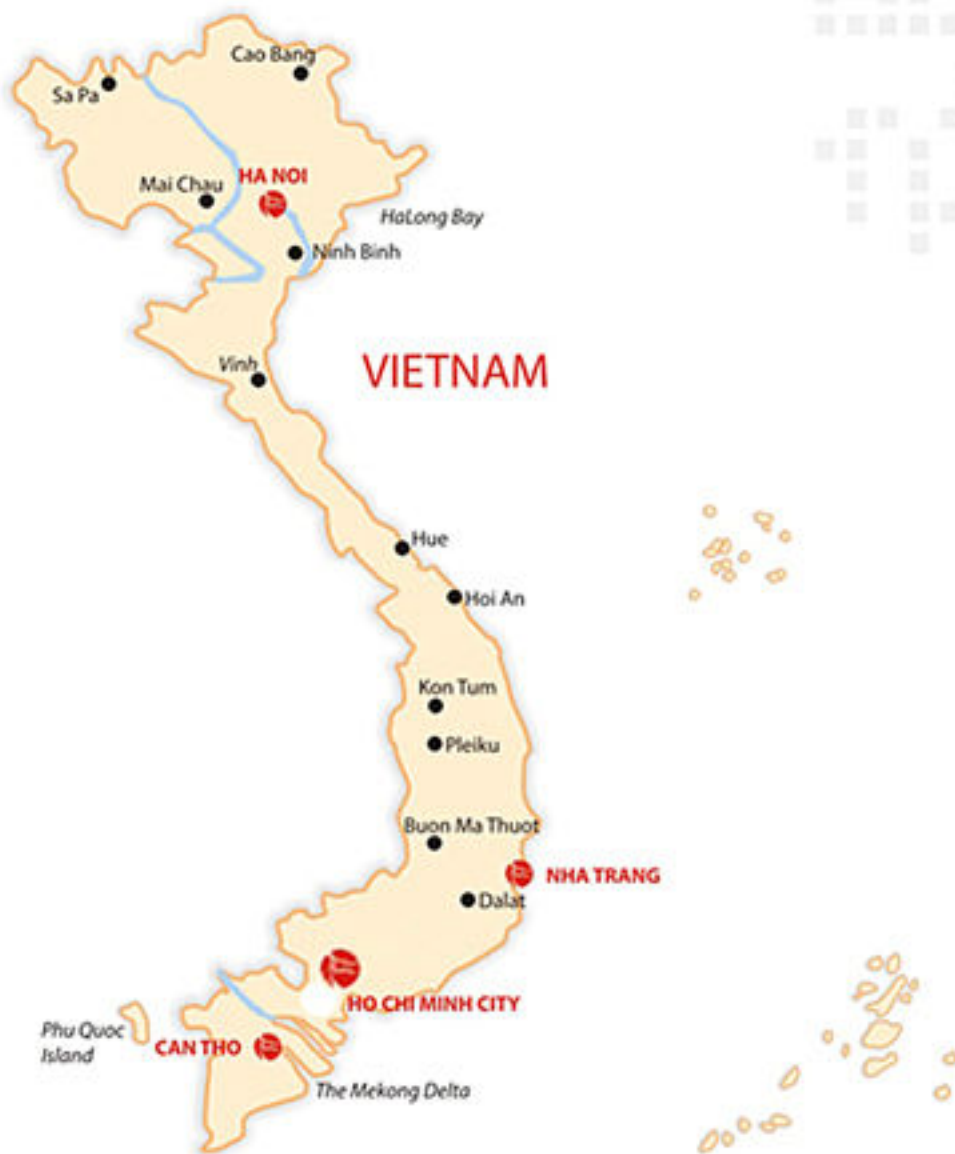 Cao Bang
Sa Pa
HA NOI
Mai Chau
HaLong Bay
Ninh Binh
Vinh
VIETNAM
Hue
Hoi An
Kon Tum
Pleiku
Buon Ma Thuot
NHA TRANG
Dalat
HO CHI MINH CITY
Phu Quoc
Island
CAN THO
The Mekong Delta